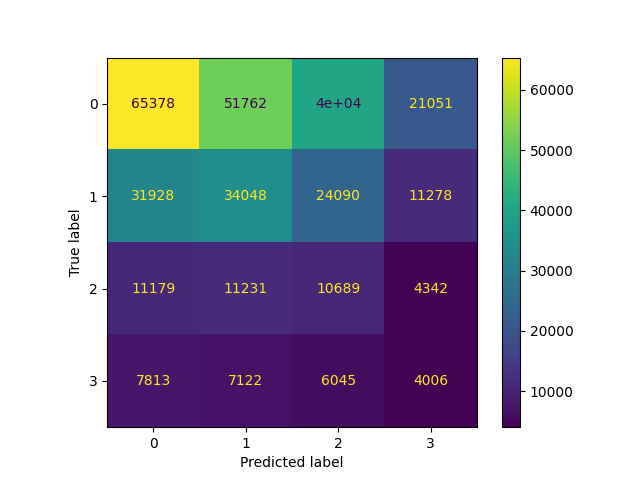 0 65378 51762 4e+04 21051
1 31928 34048 24090 11278
2 11179 11231 10689 4342
3 7813 7122 6045 4006
0 1 2 3
Predicted label
True label
60000
50000
40000
30000
20000
10000